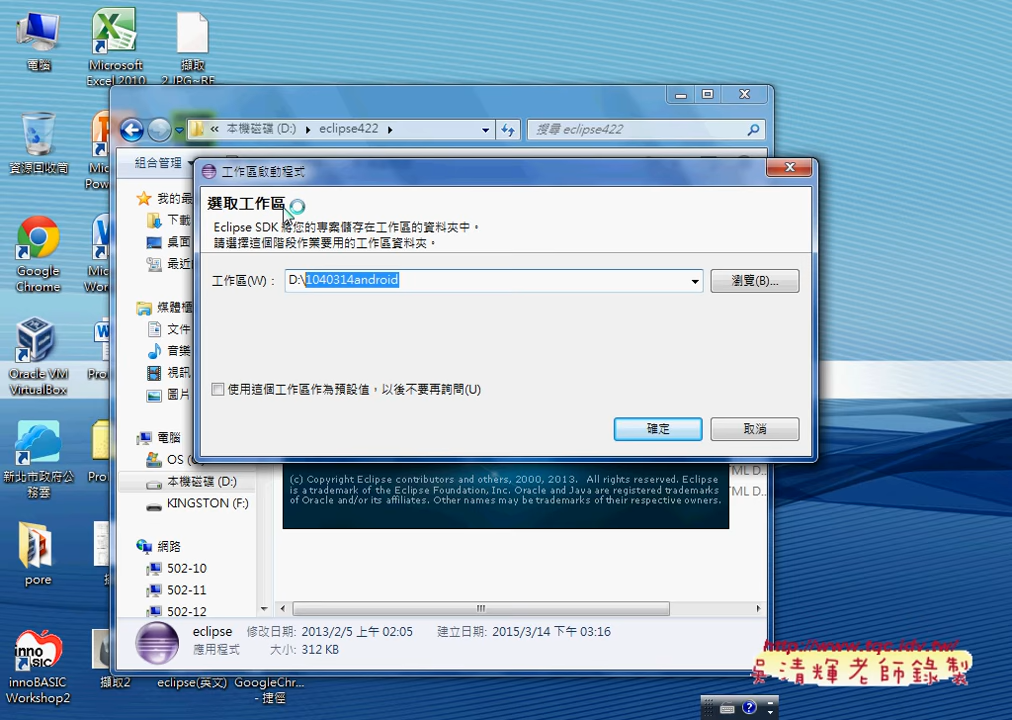 電腦
Microsoft
Excel 2010
擷取
2.JPG~RF...
資源回收筒
Google
Chrome
Oracle VM
VirtualBox
新北市政府公
務雲
pore
innoBASIC
Workshop2
擷取2
eclipse(英文)
GoogleChr...
- 捷徑
« 本機磁碟 (D:) ▸ eclipse422 ▸
搜尋 eclipse422
組合管理
工作區啟動程式
選取工作區
Eclipse SDK 將您的專案儲存在工作區的資料夾中。
請選擇這個階段作業要用的工作區資料夾。
工作區(W)：
D:\1040314android
瀏覽(B)...
使用這個工作區作為預設值，以後不要再詢問(U)
確定
取消
我的最
下載
桌面
最近
媒體櫃
文件
音樂
視訊
圖片
電腦
OS (
本機磁碟 (D:)
KINGSTON (F:)
網路
502-10
502-11
502-12
(c) Copyright Eclipse contributors and others, 2000, 2013. All rights reserved. Eclipse
is a trademark of the Eclipse Foundation, Inc. Oracle and Java are registered trademarks
of Oracle and/or its affiliates. Other names may be trademarks of their respective owners.
ML D...
ML D...
eclipse 修改日期: 2013/2/5 上午 02:05 建立日期: 2015/3/14 下午 03:16
應用程式 大小: 312 KB
http://www.tqc.idv.tw/
吳清輝老師錄製